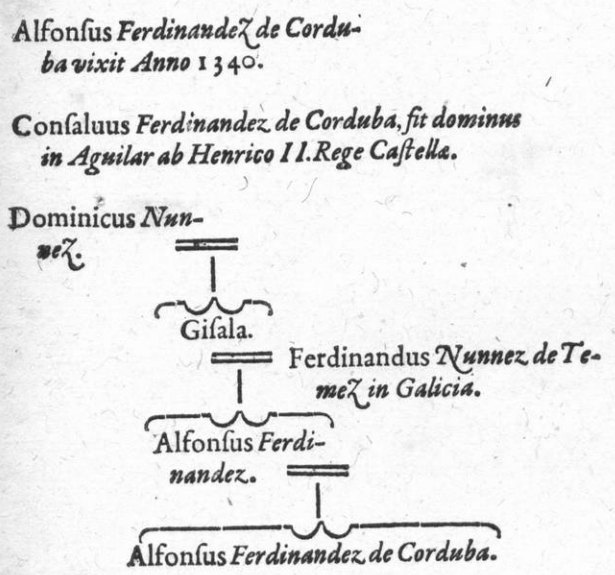 Alfonſus Ferdinandez de Cordu-
ba vixit Anno 1340.
Conſaluus Ferdinandez de Corduba, fit dominus
in Aguilar ab Henrico II. Rege Caſtellæ.
Dominicus Nun-
nez.
Giſala.
Ferdinandus Nunnez de Te-
mez in Galicia.
Alfonſus Ferdi-
nandez.
Alfonſus Ferdinandez de Corduba.